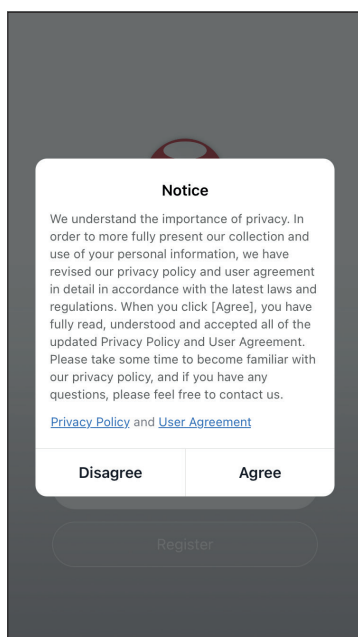 Notice
We understand the importance of privacy. In
order to more fully present our collection and
use of your personal information, we have
revised our privacy policy and user agreement
in detail in accordance with the latest laws and
regulations. When you click [Agree], you have
fully read, understood and accepted all of the
updated Privacy Policy and User Agreement.
Please take some time to become familiar with
our privacy policy, and if you have any
questions, please feel free to contact us.
Privacy Policy and User Agreement
Disagree Agree
Register